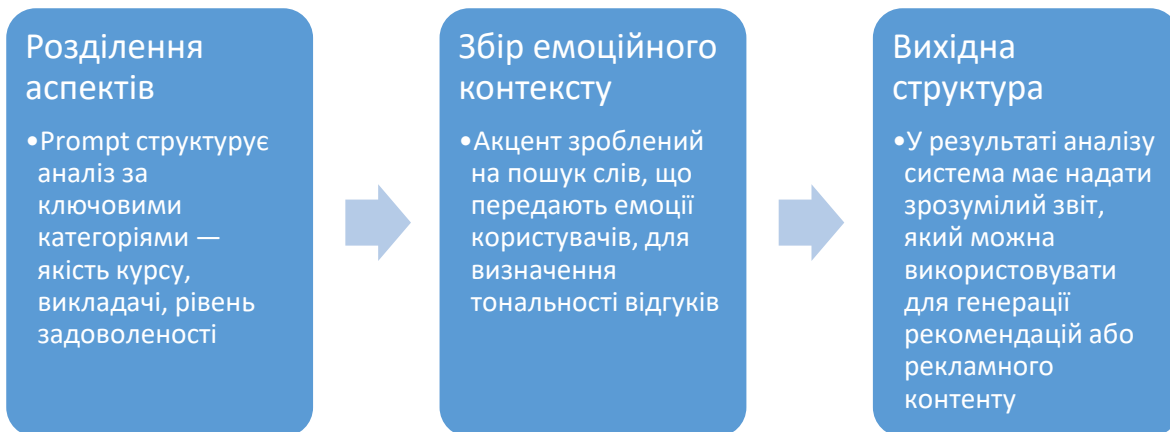 Розділення
аспектів
•Prompt структурує
аналіз за
ключовими
категоріями —
якість курсу,
викладачі, рівень
задоволеності
Збір емоційного
контексту
•Акцент зроблений
на пошук слів, що
передають емоції
користувачів, для
визначення
тональності відгуків
Вихідна
структура
•У результаті аналізу
система має надати
зрозумілий звіт,
який можна
використовувати
для генерації
рекомендацій або
рекламного
контенту